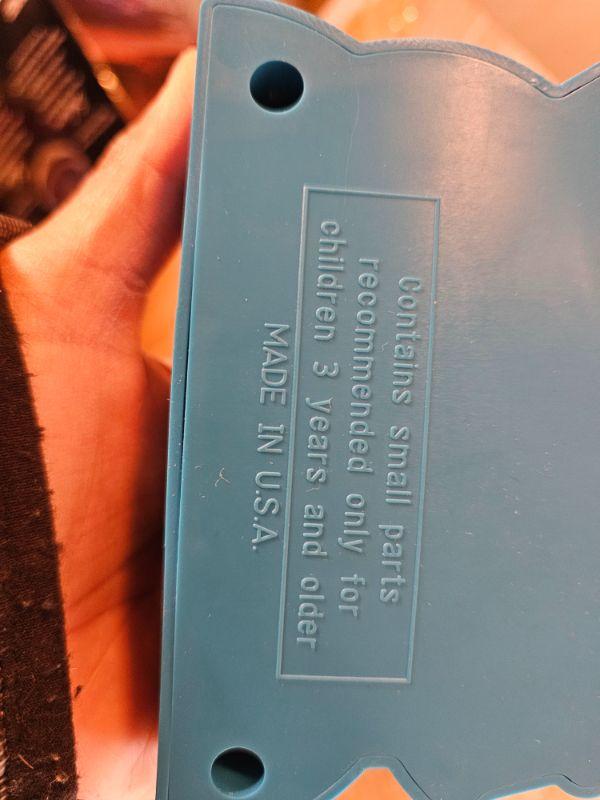 Contains small parts
recommended only for
children 3 years and older
MADE IN U.S.A.